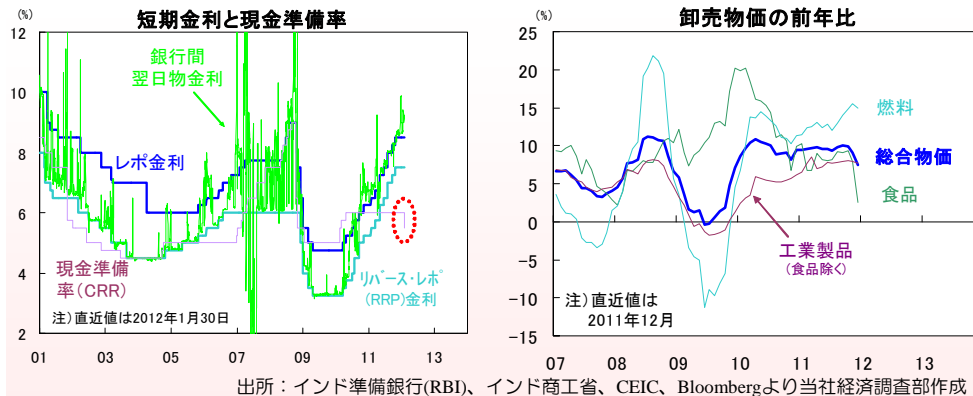 短期金利と現金準備率
(%)
12
10
8
6
4
2
01
03
05
07
09
11
13
銀行間
翌日物金利
レポ金利
現金準備
率(CRR)
リバース・レポ
(RRP)金利
注）直近値は2012年1月30日
卸売物価の前年比
(%)
25
20
15
10
5
0
-5
-10
-15
07
08
09
10
11
12
13
燃料
総合物価
食品
工業製品
(食品除く)
注）直近値は
2011年12月
出所：インド準備銀行(RBI)、インド商工省、CEIC、Bloombergより当社経済調査部作成